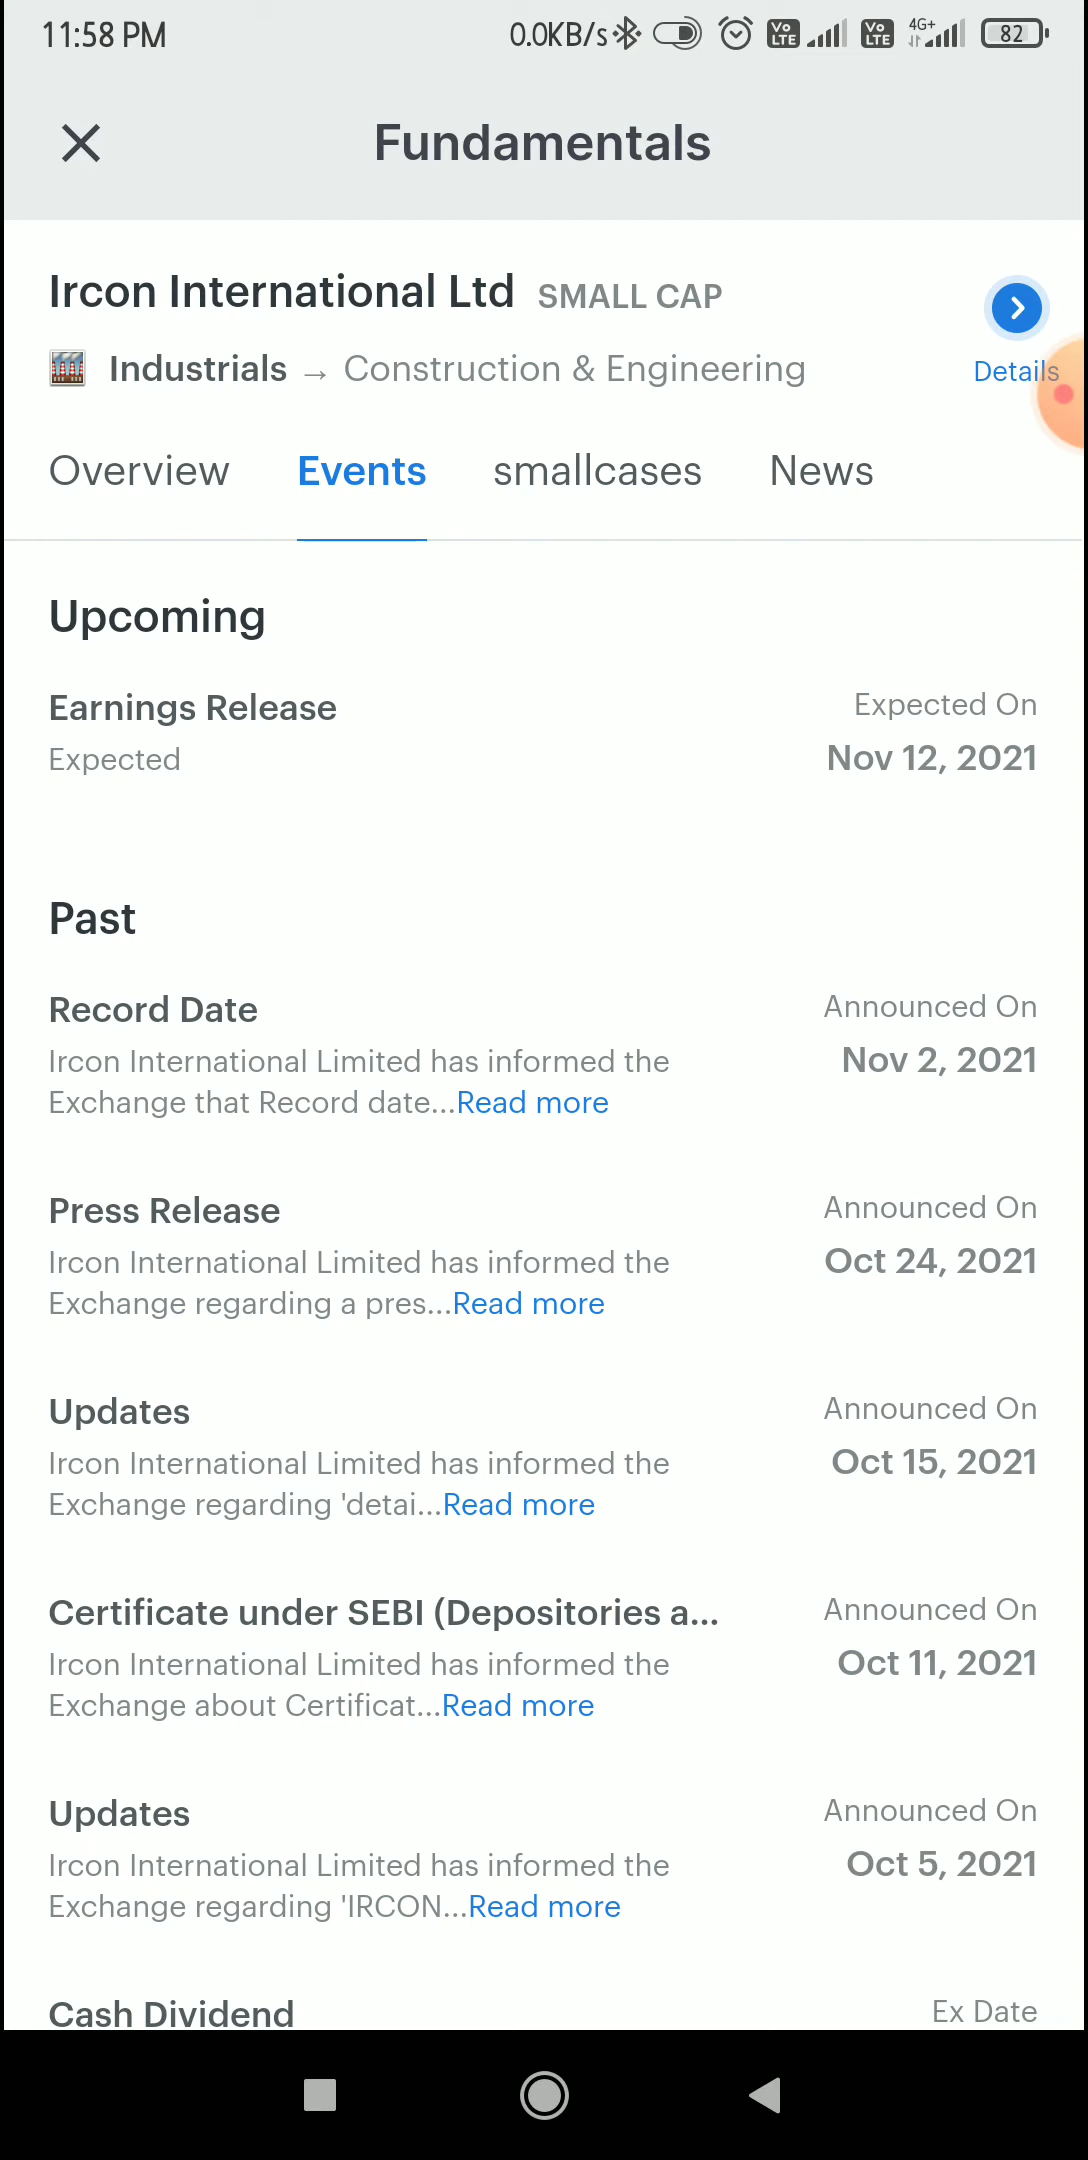 11:58 PM 0.0KB/s Vo LTE Vo LTE 4G+ 82
Fundamentals
Ircon International Ltd SMALL CAP
Industrials → Construction & Engineering
Details
Overview Events smallcases News
Upcoming
Earnings Release Expected On
Expected Nov 12, 2021
Past
Record Date Announced On
Ircon International Limited has informed the Nov 2, 2021
Exchange that Record date...Read more
Press Release Announced On
Ircon International Limited has informed the Oct 24, 2021
Exchange regarding a pres...Read more
Updates Announced On
Ircon International Limited has informed the Oct 15, 2021
Exchange regarding 'detai...Read more
Certificate under SEBI (Depositories a... Announced On
Ircon International Limited has informed the Oct 11, 2021
Exchange about Certificat...Read more
Updates Announced On
Ircon International Limited has informed the Oct 5, 2021
Exchange regarding 'IRCON...Read more
Cash Dividend Ex Date